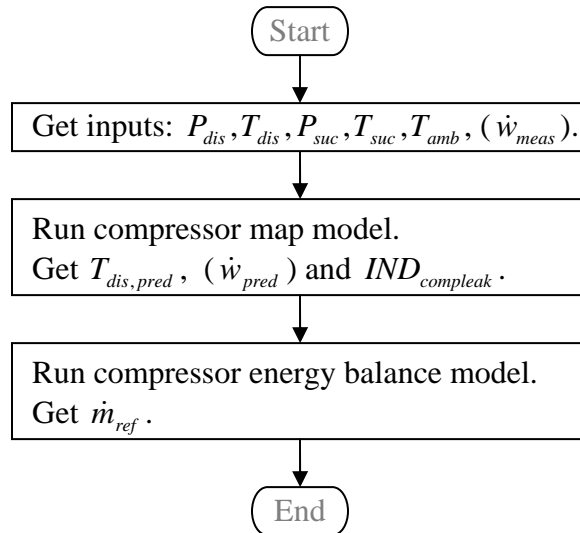 Start
Get inputs: P_dis, T_dis, P_suc, T_suc, T_amb, (ẇ_meas).
Run compressor map model.
Get T_dis,pred, (ẇ_pred) and IND_compleak.
Run compressor energy balance model.
Get ṁ_ref.
End